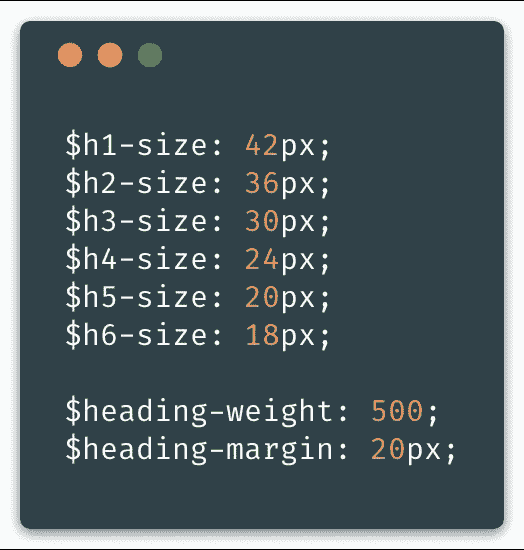 $h1-size: 42px;
$h2-size: 36px;
$h3-size: 30px;
$h4-size: 24px;
$h5-size: 20px;
$h6-size: 18px;
$heading-weight: 500;
$heading-margin: 20px;